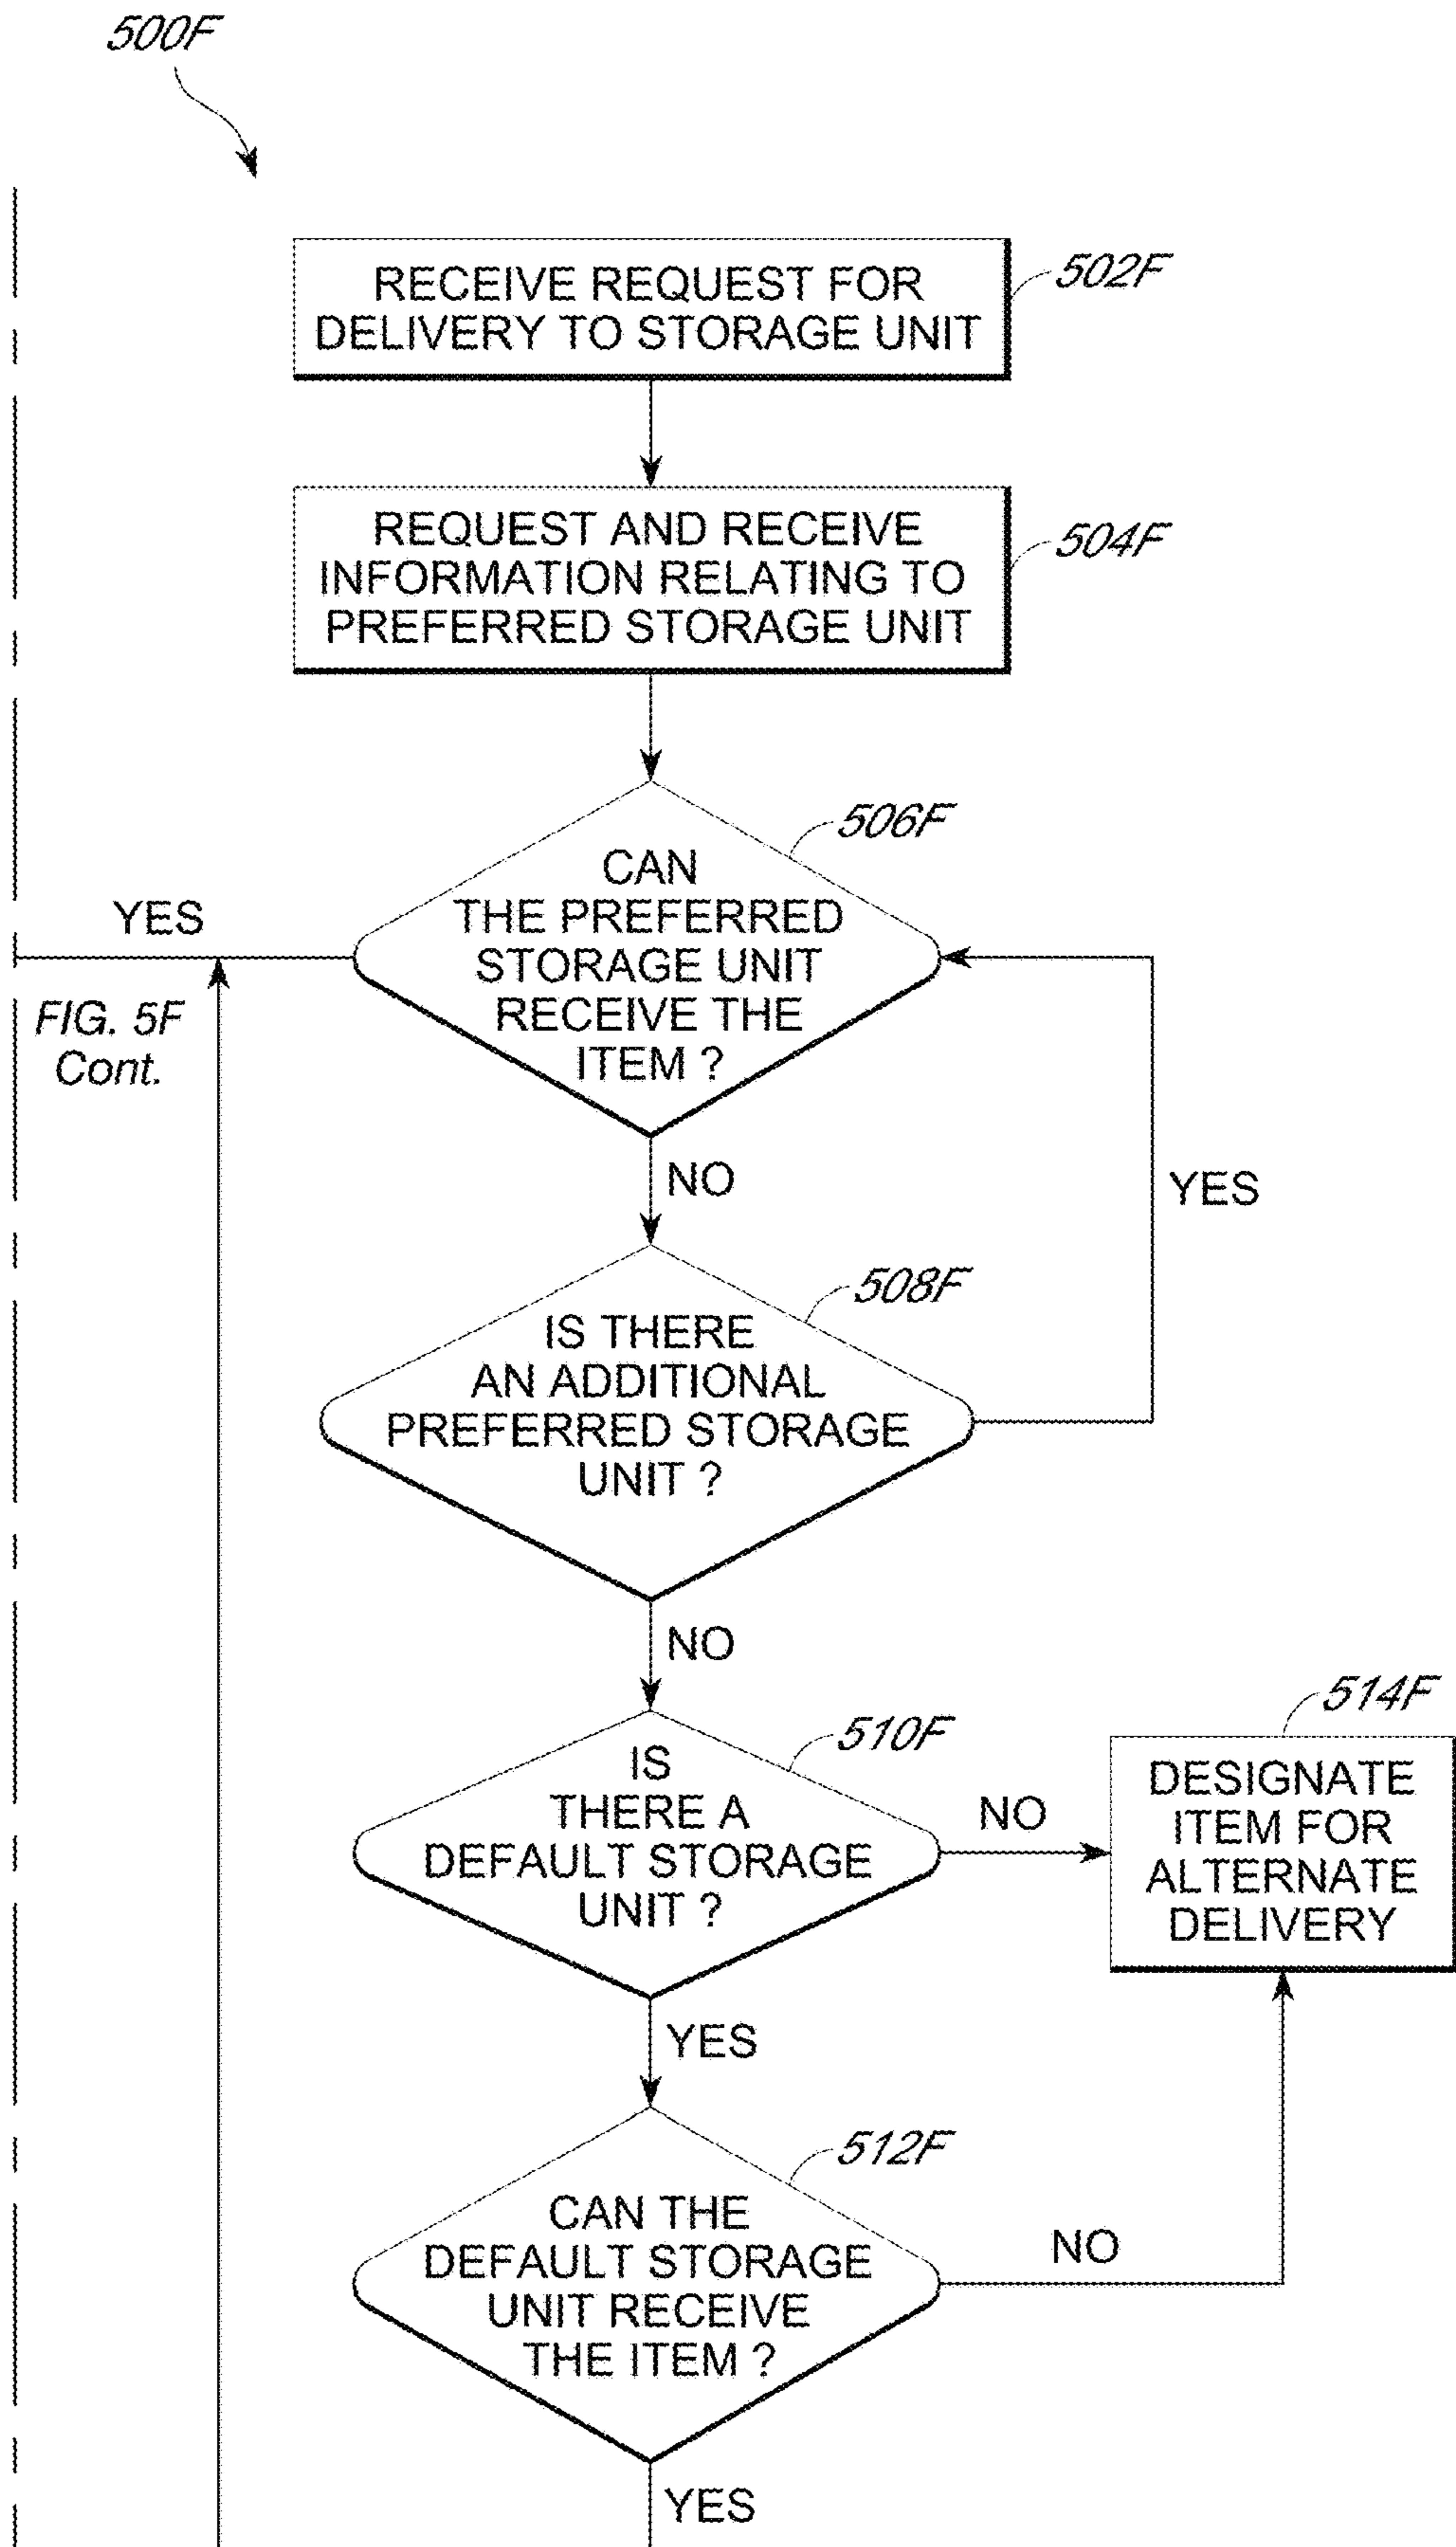 500F
RECEIVE REQUEST FOR
DELIVERY TO STORAGE UNIT
502F
REQUEST AND RECEIVE
INFORMATION RELATING TO
PREFERRED STORAGE UNIT
504F
506F
CAN
THE PREFERRED
STORAGE UNIT
RECEIVE THE
ITEM ?
YES
FIG. 5F
Cont.
NO
YES
508F
IS THERE
AN ADDITIONAL
PREFERRED STORAGE
UNIT ?
NO
510F
IS
THERE A
DEFAULT STORAGE
UNIT ?
NO
514F
DESIGNATE
ITEM FOR
ALTERNATE
DELIVERY
YES
512F
CAN THE
DEFAULT STORAGE
UNIT RECEIVE
THE ITEM ?
NO
YES